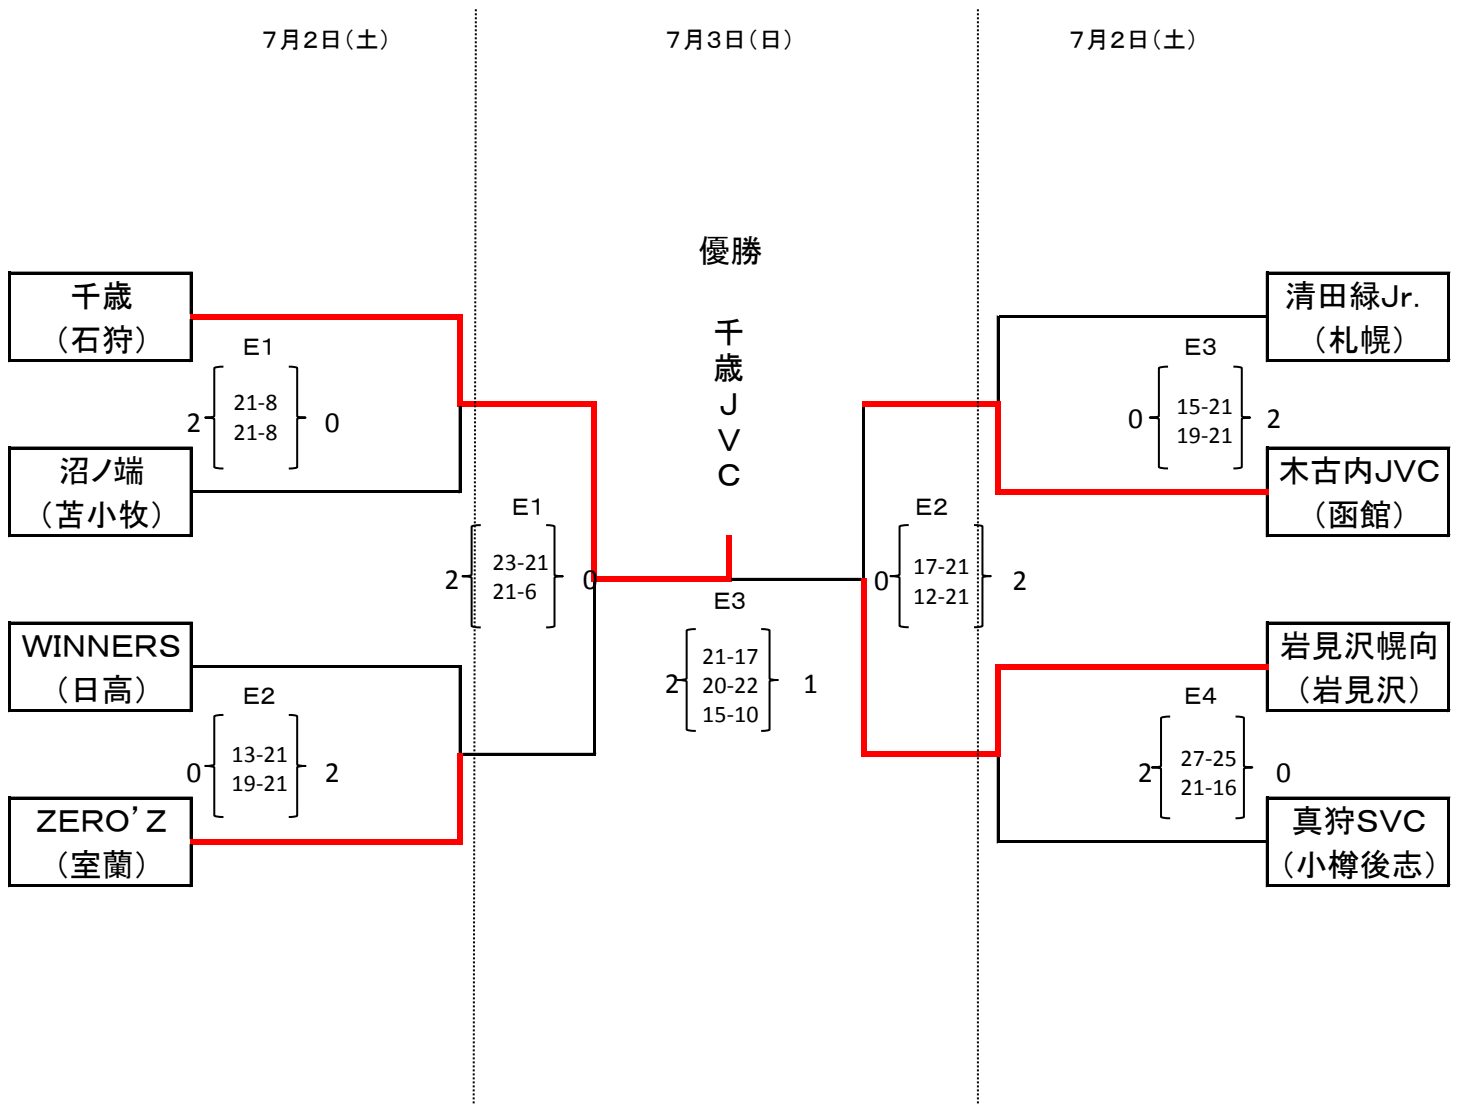 ７月２日（土）
７月３日（日）
７月２日（土）
優勝
千歳ＪＶＣ
千歳
（石狩）
E1
2
21-8
21-8
0
沼ノ端
（苫小牧）
WINNERS
（日高）
E2
0
13-21
19-21
2
ZERO’Z
（室蘭）
E1
2
23-21
21-6
0
E3
2
21-17
20-22
15-10
1
E2
0
17-21
12-21
2
清田緑Jr.
（札幌）
E3
0
15-21
19-21
2
木古内JVC
（函館）
岩見沢幌向
（岩見沢）
E4
2
27-25
21-16
0
真狩SVC
（小樽後志）